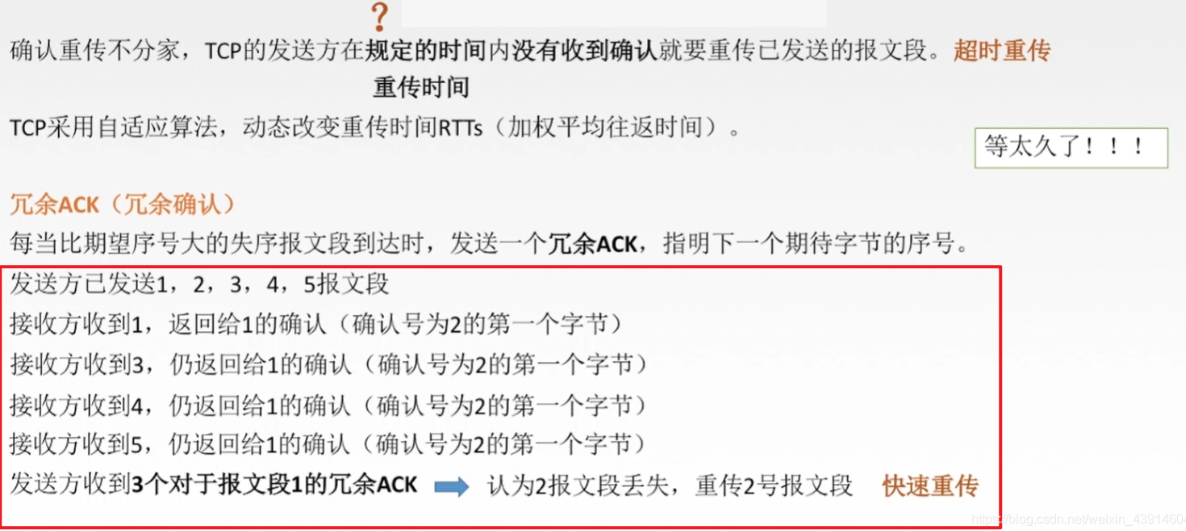 ？
确认重传不分家，TCP的发送方在规定的时间内没有收到确认就要重传已发送的报文段。超时重传
重传时间
TCP采用自适应算法，动态改变重传时间RTTs（加权平均往返时间）。
等太久了！！！
冗余ACK（冗余确认）
每当比期望序号大的失序报文段到达时，发送一个冗余ACK，指明下一个期待字节的序号。
发送方已发送1，2，3，4，5报文段
接收方收到1，返回给1的确认（确认号为2的第一个字节）
接收方收到3，仍返回给1的确认（确认号为2的第一个字节）
接收方收到4，仍返回给1的确认（确认号为2的第一个字节）
接收方收到5，仍返回给1的确认（确认号为2的第一个字节）
发送方收到3个对于报文段1的冗余ACK 认为2报文段丢失，重传2号报文段 快速重传
https://blog.csdn.net/weixin_4391460